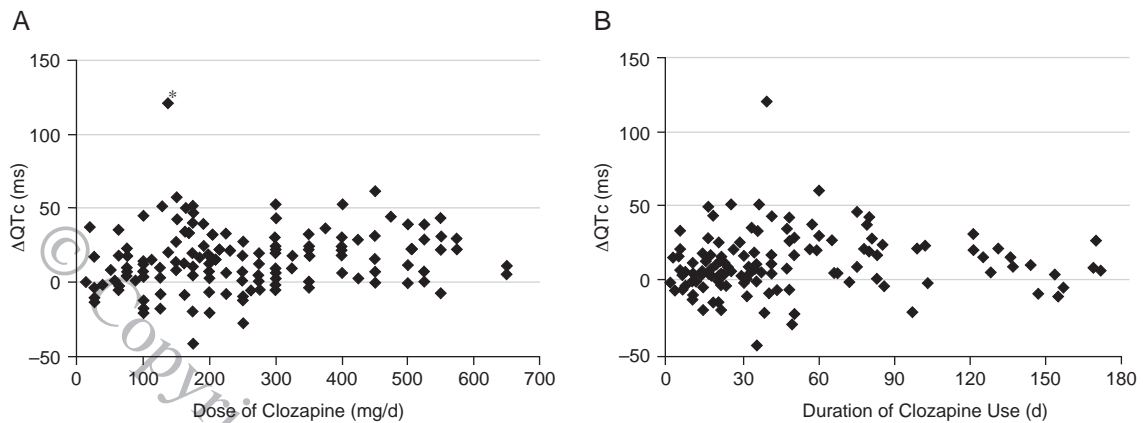 A
150
100
50
0
–50
ΔQTc (ms)
*
0 100 200 300 400 500 600 700
Dose of Clozapine (mg/d)
B
150
100
50
0
–50
ΔQTc (ms)
0 30 60 90 120 150 180
Duration of Clozapine Use (d)
© Copyri